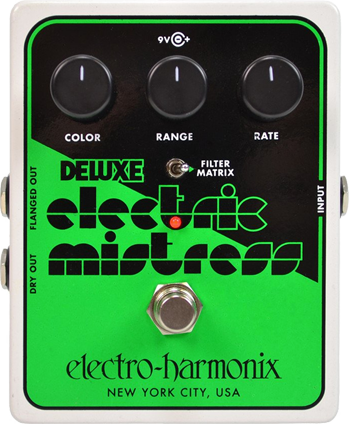 9V
COLOR
RANGE
RATE
DELUXE
FILTER
MATRIX
electric
mistress
FLANGED OUT
DRY OUT
INPUT
electro-harmonix
NEW YORK CITY, USA